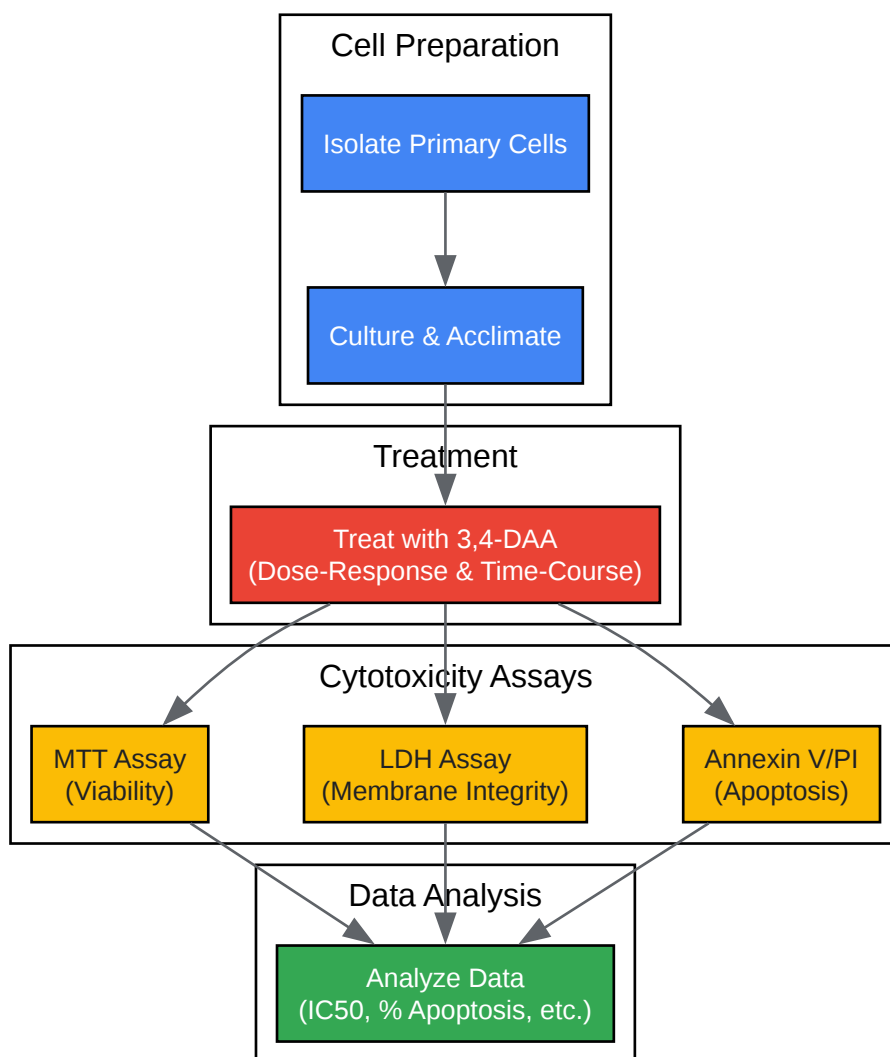 Cell Preparation
Isolate Primary Cells
Culture & Acclimate
Treatment
Treat with 3,4-DAA
(Dose-Response & Time-Course)
Cytotoxicity Assays
MTT Assay
(Viability)
LDH Assay
(Membrane Integrity)
Annexin V/PI
(Apoptosis)
Data Analysis
Analyze Data
(IC50, % Apoptosis, etc.)